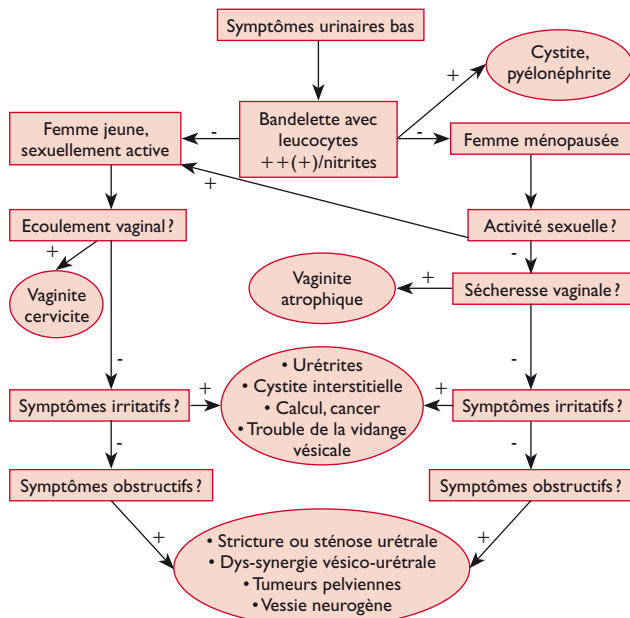 Symptômes urinaires bas
Cystite,
pyélonéphrite
+
-
-
Bandelette avec
leucocytes
++(+)/nitrites
Femme jeune,
sexuellement active
Femme ménopausée
+
Ecoulement vaginal ?
Activité sexuelle ?
+
-
Vaginite
cervicite
Vaginite
atrophique
+
Sécheresse vaginale ?
-
-
• Urétrites
• Cystite interstitielle
• Calcul, cancer
• Trouble de la vidange
vésicale
Symptômes irritatifs ?
+
+
Symptômes irritatifs ?
-
-
Symptômes obstructifs ?
Symptômes obstructifs ?
+
+
• Stricture ou sténose urétrale
• Dys-synergie vésico-urétrale
• Tumeurs pelviennes
• Vessie neurogène